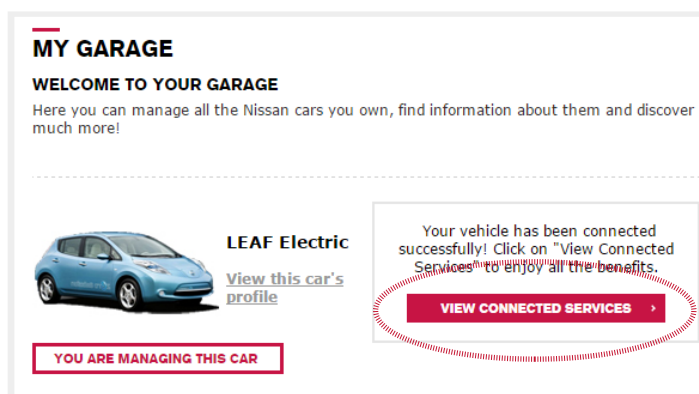 MY GARAGE
WELCOME TO YOUR GARAGE
Here you can manage all the Nissan cars you own, find information about them and discover
much more!
LEAF Electric
View this car's
profile
YOU ARE MANAGING THIS CAR
Your vehicle has been connected
successfully! Click on "View Connected
Services" to enjoy all the benefits.
VIEW CONNECTED SERVICES ›